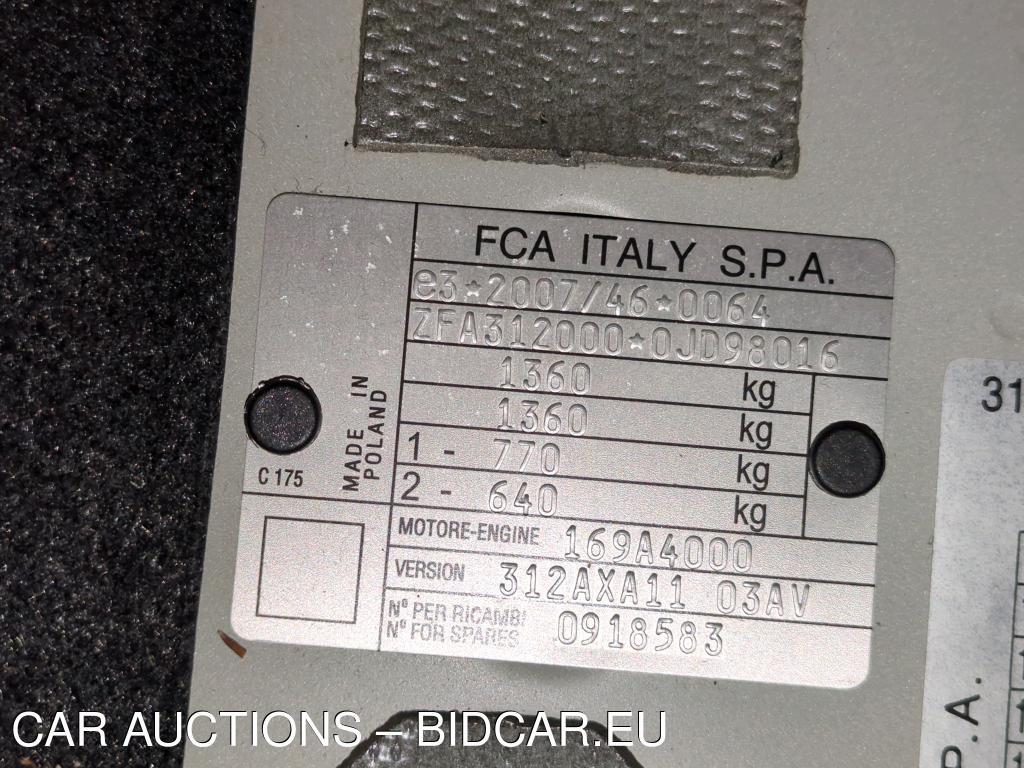 FCA ITALY S.P.A.
e3*2007/46*0064
ZFA312000*0JD98016
1360 kg
1360 kg
1 - 770 kg
2 - 640 kg
MOTORE-ENGINE 169A4000
VERSION 312AXA11 03AV
N° PER RICAMBI
N° FOR SPARES 0918583
MADE IN
POLAND
C 175
31
P.A.
CAR AUCTIONS – BIDCAR.EU